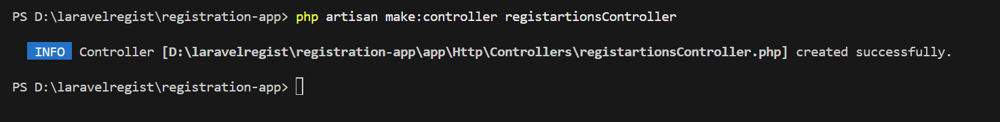 PS D:\laravelregist\registration-app> php artisan make:controller registartionsController
INFO Controller [D:\laravelregist\registration-app\app\Http\Controllers\registartionsController.php] created successfully.
PS D:\laravelregist\registration-app>